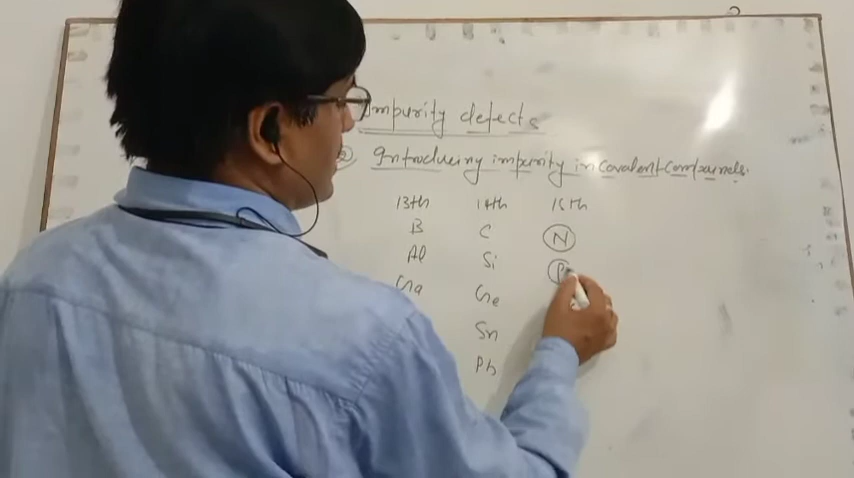 Impurity defects
② Introducing impurity in covalent compounds.
13th 14th 15th
B C N
Al Si P
Ga Ge
Sn
Pb